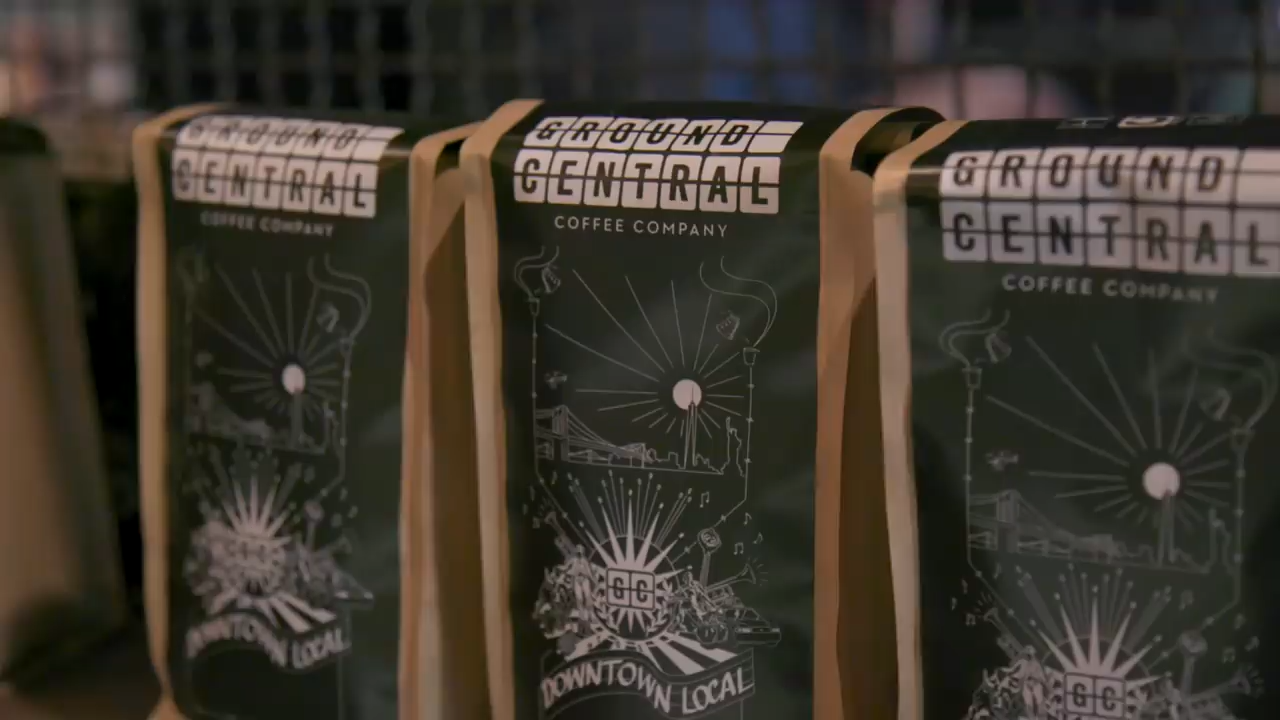 GROUND
CENTRAL
COFFEE COMPANY
DOWNTOWN LOCAL
GROUND
CENTRAL
COFFEE COMPANY
GC
DOWNTOWN LOCAL
GROUND
CENTRAL
COFFEE COMPANY
GC